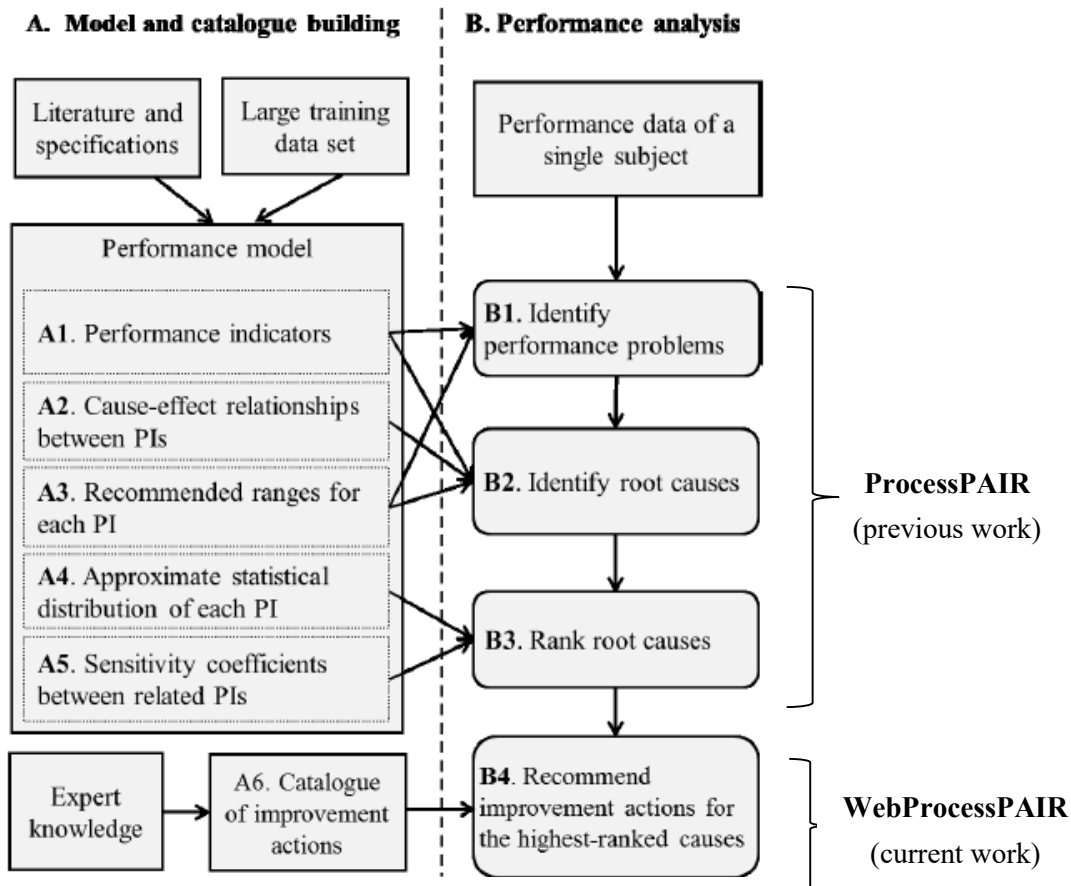 A. Model and catalogue building
Literature and
specifications
Large training
data set
Performance model
A1. Performance indicators
A2. Cause-effect relationships
between PIs
A3. Recommended ranges for
each PI
A4. Approximate statistical
distribution of each PI
A5. Sensitivity coefficients
between related PIs
Expert
knowledge
A6. Catalogue
of improvement
actions
B. Performance analysis
Performance data of a
single subject
B1. Identify
performance problems
B2. Identify root causes
B3. Rank root causes
B4. Recommend
improvement actions for
the highest-ranked causes
ProcessPAIR
(previous work)
WebProcessPAIR
(current work)